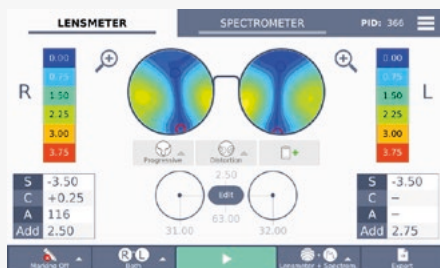 LENSMETER SPECTROMETER PID: 366
R L
0.00 0.00
0.75 0.75
1.50 1.50
2.25 2.25
3.00 3.00
3.75 3.75
Progressive Distortion
2.50
Edit
63.00
31.00 32.00
S -3.50
C +0.25
A 116
Add 2.50
S -3.50
C –
A –
Add 2.75
Marking Off R L Both Lensmeter + Spectrum Export